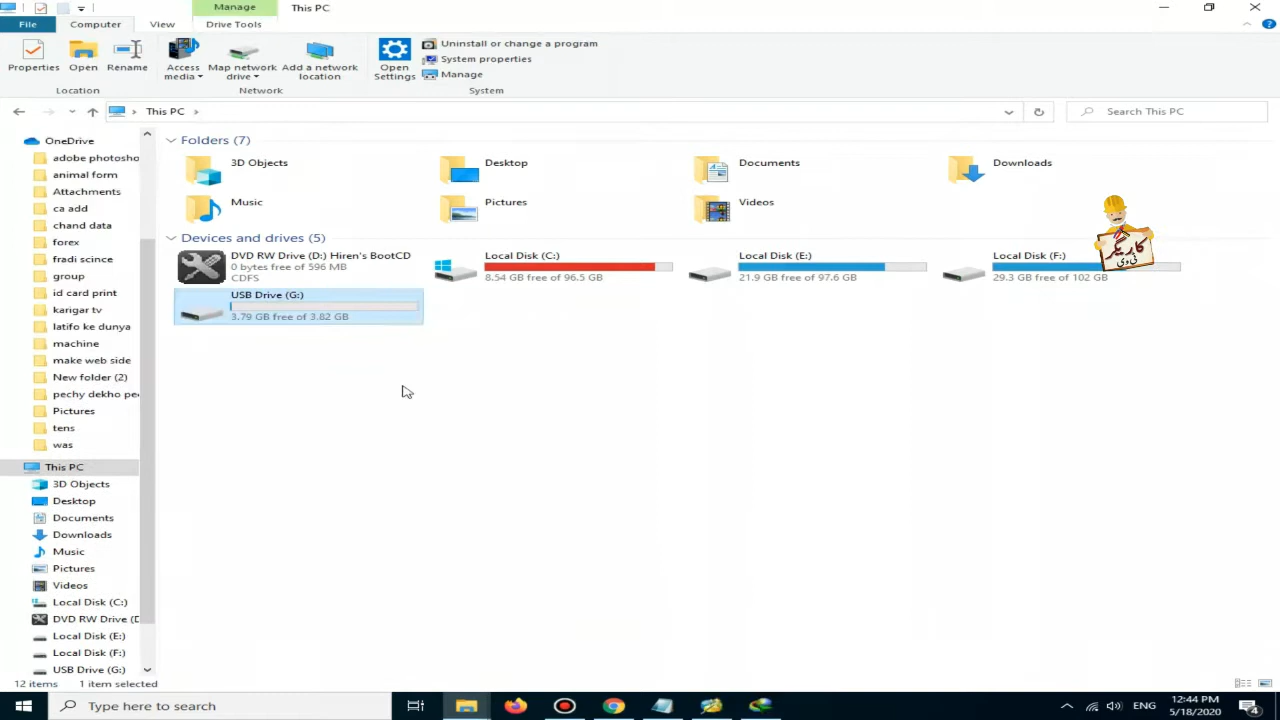 Manage
This PC
File
Computer
View
Drive Tools
Properties
Open
Rename
Access media
Map network drive
Add a network location
Open Settings
Uninstall or change a program
System properties
Manage
Location
Network
System
This PC
Search This PC
OneDrive
adobe photosho
animal form
Attachments
ca add
chand data
forex
fradi scince
group
id card print
karigar tv
latifo ke dunya
machine
make web side
New folder (2)
pechy dekho pe
Pictures
tens
was
This PC
3D Objects
Desktop
Documents
Downloads
Music
Pictures
Videos
Local Disk (C:)
DVD RW Drive (D
Local Disk (E:)
Local Disk (F:)
USB Drive (G:)
Folders (7)
3D Objects
Desktop
Documents
Downloads
Music
Pictures
Videos
کاریگر
ٹی وی
Devices and drives (5)
DVD RW Drive (D:) Hiren's BootCD
0 bytes free of 596 MB
CDFS
Local Disk (C:)
8.54 GB free of 96.5 GB
Local Disk (E:)
21.9 GB free of 97.6 GB
Local Disk (F:)
29.3 GB free of 102 GB
USB Drive (G:)
3.79 GB free of 3.82 GB
12 items
1 item selected
Type here to search
ENG
12:44 PM
5/18/2020
4